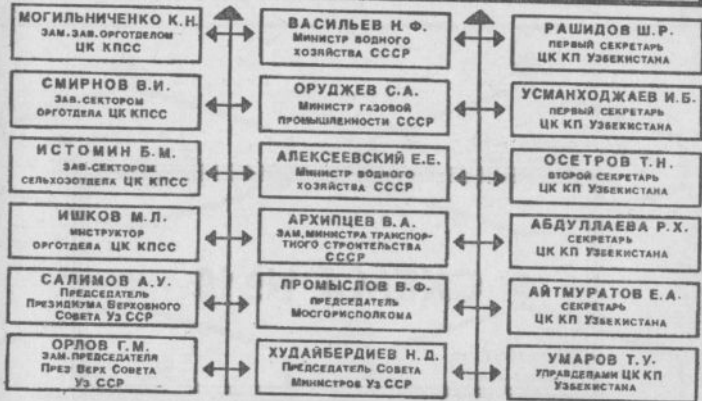 МОГИЛЬНИЧЕНКО К.Н.
ЗАМ. ЗАВ. ОРГОТДЕЛОМ
ЦК КПСС
СМИРНОВ В.И.
ЗАВ. СЕКТОРОМ
ОРГОТДЕЛА ЦК КПСС
ИСТОМИН Б.М.
ЗАВ. СЕКТОРОМ
СЕЛЬХОЗОТДЕЛА ЦК КПСС
ИШКОВ М.Л.
ИНСТРУКТОР
ОРГОТДЕЛА ЦК КПСС
САЛИМОВ А.У.
ПРЕДСЕДАТЕЛЬ
ПРЕЗИДИУМА ВЕРХОВНОГО
СОВЕТА УЗ ССР
ОРЛОВ Г.М.
ЗАМ. ПРЕДСЕДАТЕЛЯ
ПРЕЗ ВЕРХ СОВЕТА
УЗ ССР
ВАСИЛЬЕВ Н.Ф.
МИНИСТР ВОДНОГО
ХОЗЯЙСТВА СССР
ОРУДЖЕВ С.А.
МИНИСТР ГАЗОВОЙ
ПРОМЫШЛЕННОСТИ СССР
АЛЕКСЕЕВСКИЙ Е.Е.
МИНИСТР ВОДНОГО
ХОЗЯЙСТВА СССР
АРХИПЦЕВ В.А.
ЗАМ. МИНИСТРА ТРАНСПОР-
ТНОГО СТРОИТЕЛЬСТВА
СССР
ПРОМЫСЛОВ В.Ф.
ПРЕДСЕДАТЕЛЬ
МОСГОРИСПОЛКОМА
ХУДАЙБЕРДИЕВ Н.Д.
ПРЕДСЕДАТЕЛЬ СОВЕТА
МИНИСТРОВ УЗ ССР
РАШИДОВ Ш.Р.
ПЕРВЫЙ СЕКРЕТАРЬ
ЦК КП УЗБЕКИСТАНА
УСМАНХОДЖАЕВ И.Б.
ПЕРВЫЙ СЕКРЕТАРЬ
ЦК КП УЗБЕКИСТАНА
ОСЕТРОВ Т.Н.
ВТОРОЙ СЕКРЕТАРЬ
ЦК КП УЗБЕКИСТАНА
АБДУЛЛАЕВА Р.Х.
СЕКРЕТАРЬ
ЦК КП УЗБЕКИСТАНА
АЙТМУРАТОВ Е.А.
СЕКРЕТАРЬ
ЦК КП УЗБЕКИСТАНА
УМАРОВ Т.У.
УПРАВДЕЛАМИ ЦК КП
УЗБЕКИСТАНА